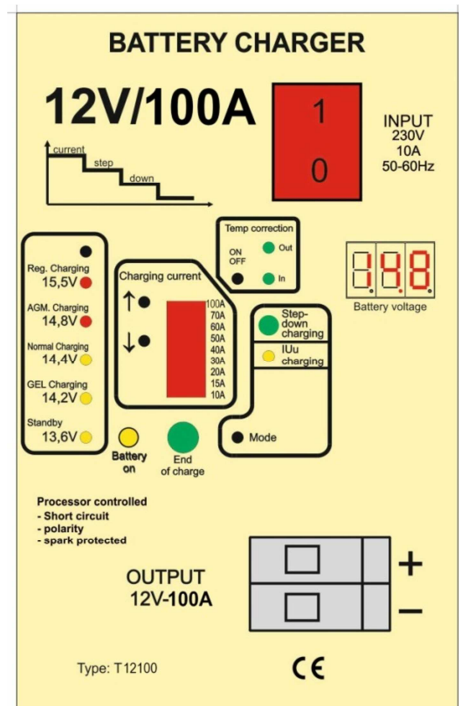 BATTERY CHARGER
12V/100A
1
0
INPUT
230V
10A
50-60Hz
current
step
down
Temp correction
ON
OFF
Out
In
Reg. Charging
15,5V
AGM. Charging
14,8V
Normal Charging
14,4V
GEL Charging
14,2V
Standby
13,6V
Charging current
100A
70A
60A
50A
40A
30A
20A
15A
10A
Step-
down
charging
IUu
charging
Mode
14.8
Battery voltage
Battery
on
End
of charge
Processor controlled
- Short circuit
- polarity
- spark protected
OUTPUT
12V-100A
+
−
Type: T12100
CE